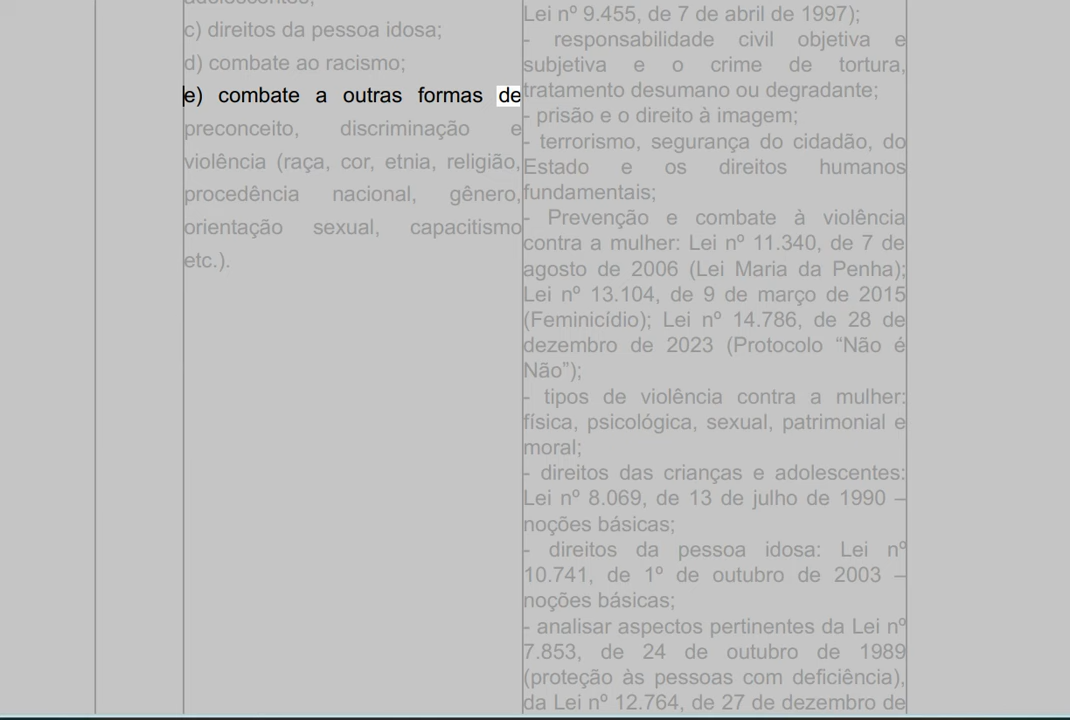 adolescentes;
c) direitos da pessoa idosa;
d) combate ao racismo;
e) combate a outras formas de
preconceito, discriminação e
violência (raça, cor, etnia, religião,
procedência nacional, gênero,
orientação sexual, capacitismo
etc.).
Lei nº 9.455, de 7 de abril de 1997);
- responsabilidade civil objetiva e
subjetiva e o crime de tortura,
tratamento desumano ou degradante;
- prisão e o direito à imagem;
- terrorismo, segurança do cidadão, do
Estado e os direitos humanos
fundamentais;
- Prevenção e combate à violência
contra a mulher: Lei nº 11.340, de 7 de
agosto de 2006 (Lei Maria da Penha);
Lei nº 13.104, de 9 de março de 2015
(Feminicídio); Lei nº 14.786, de 28 de
dezembro de 2023 (Protocolo “Não é
Não”);
- tipos de violência contra a mulher:
física, psicológica, sexual, patrimonial e
moral;
- direitos das crianças e adolescentes:
Lei nº 8.069, de 13 de julho de 1990 –
noções básicas;
- direitos da pessoa idosa: Lei nº
10.741, de 1º de outubro de 2003 –
noções básicas;
- analisar aspectos pertinentes da Lei nº
7.853, de 24 de outubro de 1989
(proteção às pessoas com deficiência),
da Lei nº 12.764, de 27 de dezembro de